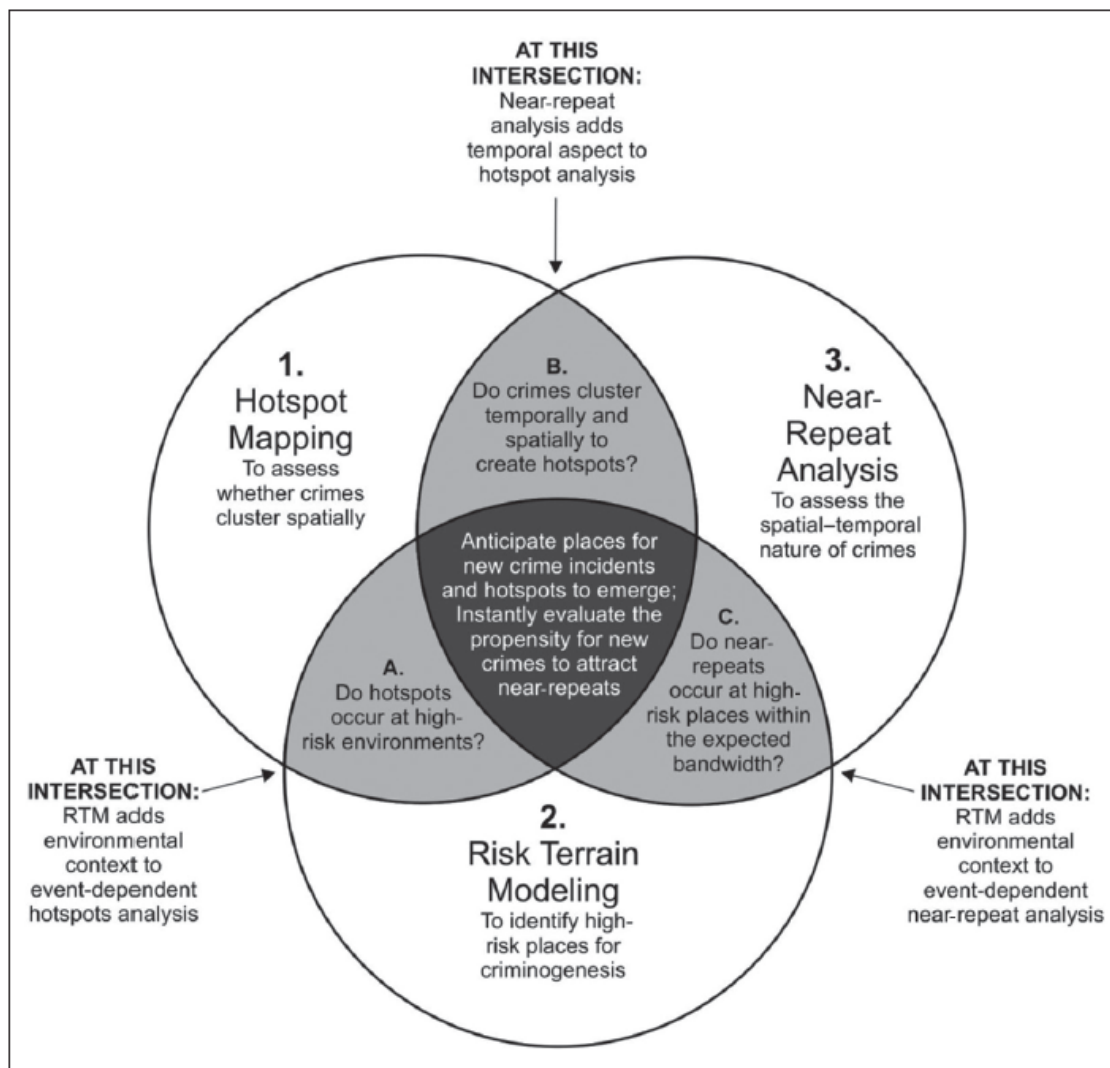 AT THIS
INTERSECTION:
Near-repeat
analysis adds
temporal aspect to
hotspot analysis
1.
Hotspot
Mapping
To assess
whether crimes
cluster spatially
B.
Do crimes cluster
temporally and
spatially to
create hotspots?
3.
Near-
Repeat
Analysis
To assess the
spatial–temporal
nature of crimes
Anticipate places for
new crime incidents
and hotspots to emerge;
Instantly evaluate the
propensity for new
crimes to attract
near-repeats
A.
Do hotspots
occur at high-
risk environments?
C.
Do near-
repeats
occur at high-
risk places within
the expected
bandwidth?
AT THIS
INTERSECTION:
RTM adds
environmental
context to
event-dependent
hotspots analysis
2.
Risk Terrain
Modeling
To identify high-
risk places for
criminogenesis
AT THIS
INTERSECTION:
RTM adds
environmental
context to
event-dependent
near-repeat analysis